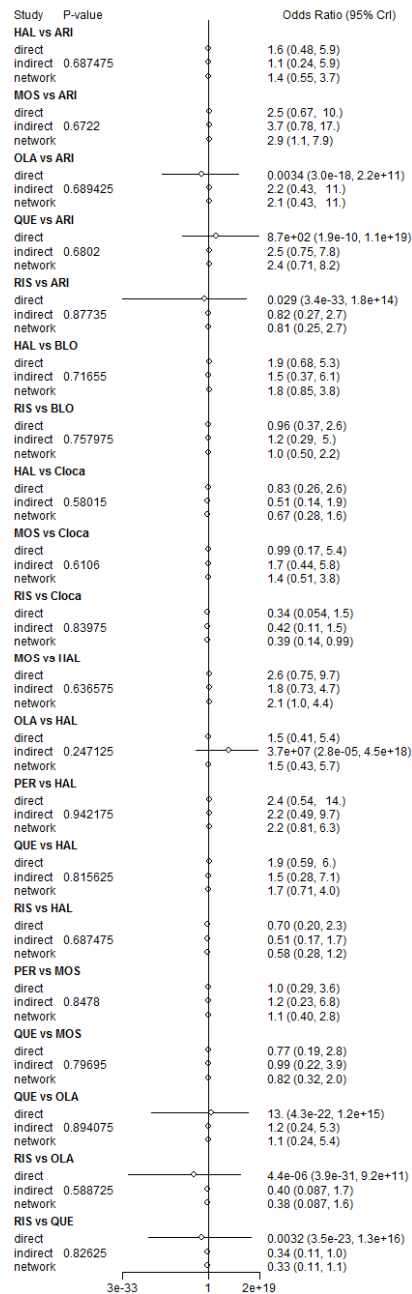 Study P-value Odds Ratio (95% CrI)
HAL vs ARI
direct 1.6 (0.48, 5.9)
indirect 0.687475 1.1 (0.24, 5.9)
network 1.4 (0.55, 3.7)
MOS vs ARI
direct 2.5 (0.67, 10.)
indirect 0.6722 3.7 (0.78, 17.)
network 2.9 (1.1, 7.9)
OLA vs ARI
direct 0.0034 (3.0e-18, 2.2e+11)
indirect 0.689425 2.2 (0.43, 11.)
network 2.1 (0.43, 11.)
QUE vs ARI
direct 8.7e+02 (1.9e-10, 1.1e+19)
indirect 0.6802 2.5 (0.75, 7.8)
network 2.4 (0.71, 8.2)
RIS vs ARI
direct 0.029 (3.4e-33, 1.8e+14)
indirect 0.87735 0.82 (0.27, 2.7)
network 0.81 (0.25, 2.7)
HAL vs BLO
direct 1.9 (0.68, 5.3)
indirect 0.71655 1.5 (0.37, 6.1)
network 1.8 (0.85, 3.8)
RIS vs BLO
direct 0.96 (0.37, 2.6)
indirect 0.757975 1.2 (0.29, 5.)
network 1.0 (0.50, 2.2)
HAL vs Cloca
direct 0.83 (0.26, 2.6)
indirect 0.58015 0.51 (0.14, 1.9)
network 0.67 (0.28, 1.6)
MOS vs Cloca
direct 0.99 (0.17, 5.4)
indirect 0.6106 1.7 (0.44, 5.8)
network 1.4 (0.51, 3.8)
RIS vs Cloca
direct 0.34 (0.054, 1.5)
indirect 0.83975 0.42 (0.11, 1.5)
network 0.39 (0.14, 0.99)
MOS vs HAL
direct 2.6 (0.75, 9.7)
indirect 0.636575 1.8 (0.73, 4.7)
network 2.1 (1.0, 4.4)
OLA vs HAL
direct 1.5 (0.41, 5.4)
indirect 0.247125 3.7e+07 (2.8e-05, 4.5e+18)
network 1.5 (0.43, 5.7)
PER vs HAL
direct 2.4 (0.54, 14.)
indirect 0.942175 2.2 (0.49, 9.7)
network 2.2 (0.81, 6.3)
QUE vs HAL
direct 1.9 (0.59, 6.)
indirect 0.815625 1.5 (0.28, 7.1)
network 1.7 (0.71, 4.0)
RIS vs HAL
direct 0.70 (0.20, 2.3)
indirect 0.687475 0.51 (0.17, 1.7)
network 0.58 (0.28, 1.2)
PER vs MOS
direct 1.0 (0.29, 3.6)
indirect 0.8478 1.2 (0.23, 6.8)
network 1.1 (0.40, 2.8)
QUE vs MOS
direct 0.77 (0.19, 2.8)
indirect 0.79695 0.99 (0.22, 3.9)
network 0.82 (0.32, 2.0)
QUE vs OLA
direct 13. (4.3e-22, 1.2e+15)
indirect 0.894075 1.2 (0.24, 5.3)
network 1.1 (0.24, 5.4)
RIS vs OLA
direct 4.4e-06 (3.9e-31, 9.2e+11)
indirect 0.588725 0.40 (0.087, 1.7)
network 0.38 (0.087, 1.6)
RIS vs QUE
direct 0.0032 (3.5e-23, 1.3e+16)
indirect 0.82625 0.34 (0.11, 1.0)
network 0.33 (0.11, 1.1)
3e-33 1 2e+19